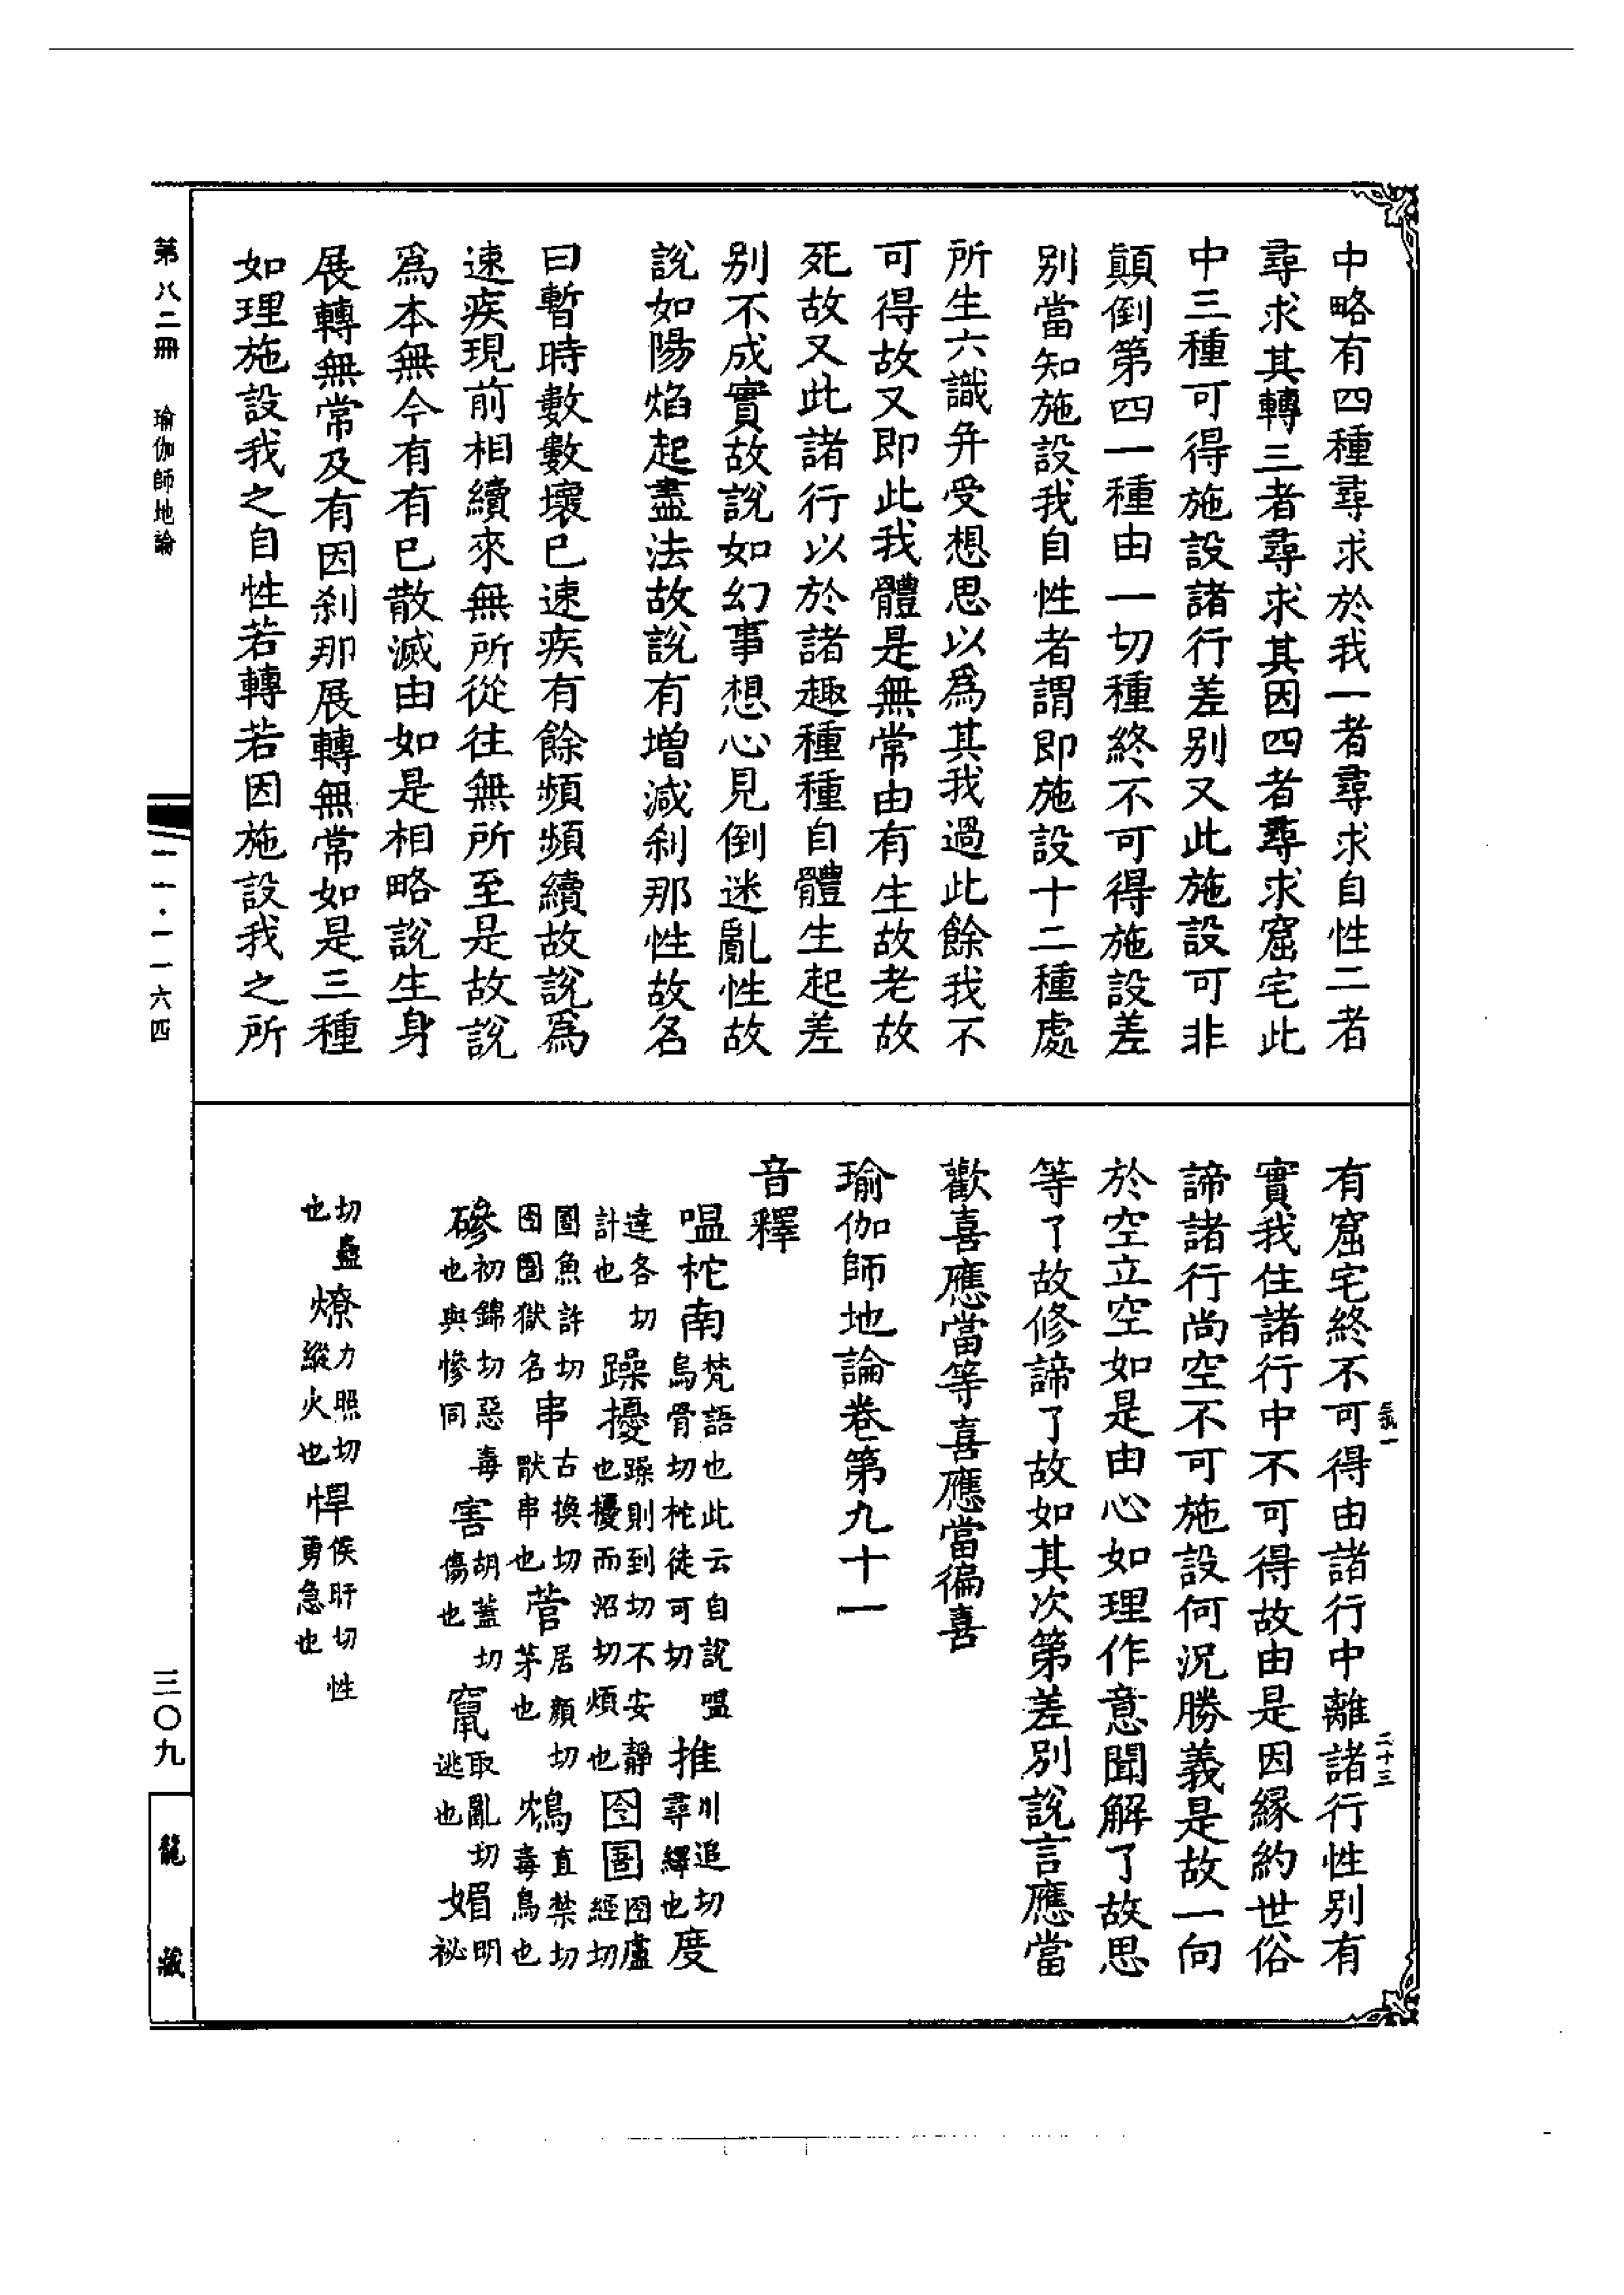 中略有四種尋求於我一者尋求自性二者
尋求其轉三者尋求其因四者尋求窟宅此
中三種可得施設諸行差別又此施設可非
顛倒第四一種由一切種終不可得施設差
別當知施設我自性者謂即施設十二種處
所生六識并受想思以爲其我過此餘我不
可得故又即此我體是無常由有生故老故
死故又此諸行以於諸趣種種自體生起差
別不成實故說如幻事想心見倒迷亂性故
說如陽焰起盡法故說有增減刹那性故名
曰暫時數數壞已速疾有餘頻頻續故說爲
速疾現前相續來無所從往無所至是故說
爲本無今有有已散滅由如是相略說生身
展轉無常及有因刹那展轉無常如是三種
如理施設我之自性若轉若因施設我之所
有窟宅終不可得由諸行中離諸行性別有
實我住諸行中不可得故由是因緣約世俗
諦諸行尚空不可施設何況勝義是故一向
於空立空如是由心如理作意聞解了故思
等了故修諦了故如其次第差別說言應當
歡喜應當等喜應當徧喜
瑜伽師地論卷第九十一
音釋
嗢柁南梵語也此云自說嗢烏骨切柁徒可切推川追切尋繹也度
達各切計也躁擾躁則到切不安靜也擾而沼切煩也囹圄囹盧經切
圄魚許切囹圄獄名串古換切串也菅居顏切茅也鴆直禁切毒鳥也
磣初錦切惡毒也與慘同害胡蓋切傷也竄取亂切逃也媚明祕
切蠱也燎力照切縱火也悍侯旰切性勇急也
二十三
第八二冊 瑜伽師地論
一一·一一六四
三〇九
龍藏